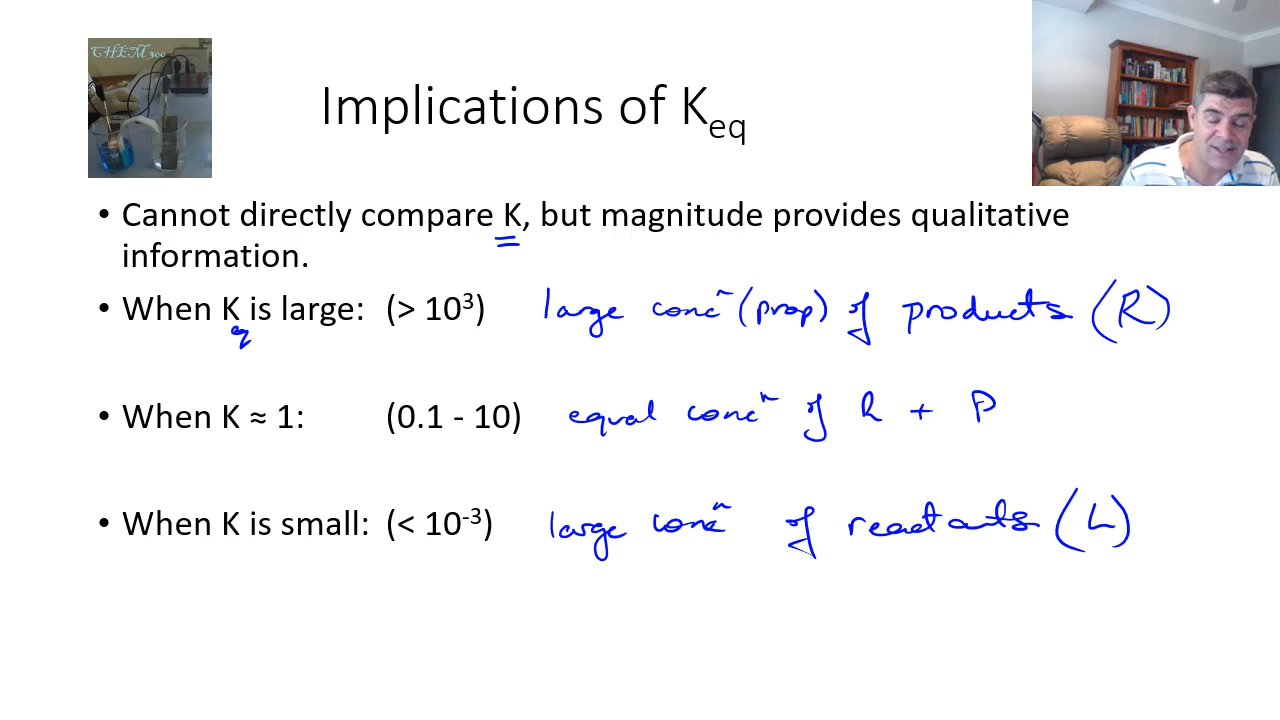 CHEM300
Implications of Keq
• Cannot directly compare K, but magnitude provides qualitative
information.
• When K is large: (> 10³) large concⁿ (prop) of products (R)
eq
• When K ≈ 1: (0.1 - 10) equal concⁿ of R + P
• When K is small: (< 10⁻³) large concⁿ of reactants (L)